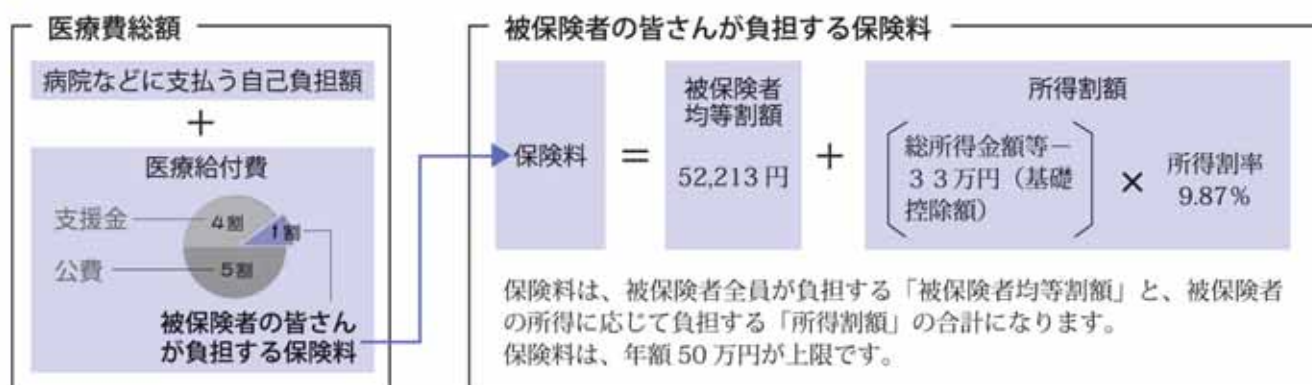 医療費総額
病院などに支払う自己負担額
+
医療給付費
支援金
4割
1割
公費
5割
被保険者の皆さん
が負担する保険料
被保険者の皆さんが負担する保険料
保険料
=
被保険者
均等割額
52,213円
+
所得割額
総所得金額等−
33万円（基礎
控除額）
×
所得割率
9.87%
保険料は、被保険者全員が負担する「被保険者均等割額」と、被保険者
の所得に応じて負担する「所得割額」の合計になります。
保険料は、年額50万円が上限です。